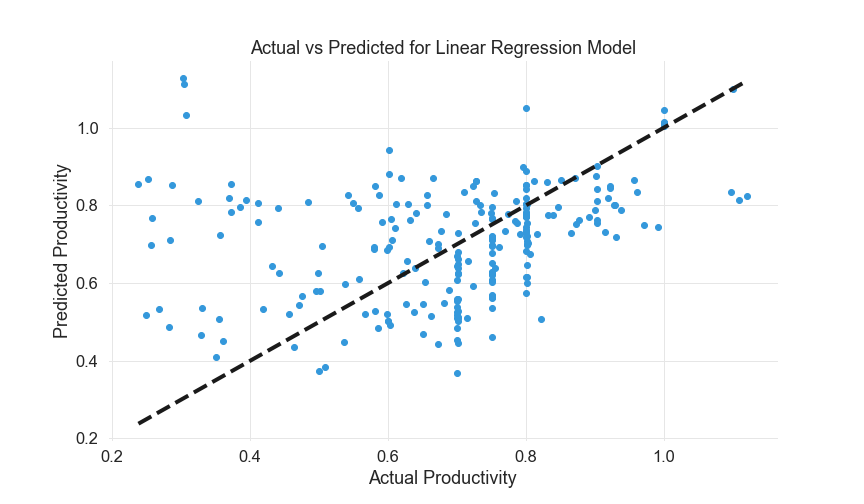 Actual vs Predicted for Linear Regression Model
Predicted Productivity
1.0
0.8
0.6
0.4
0.2
0.2 0.4 0.6 0.8 1.0
Actual Productivity